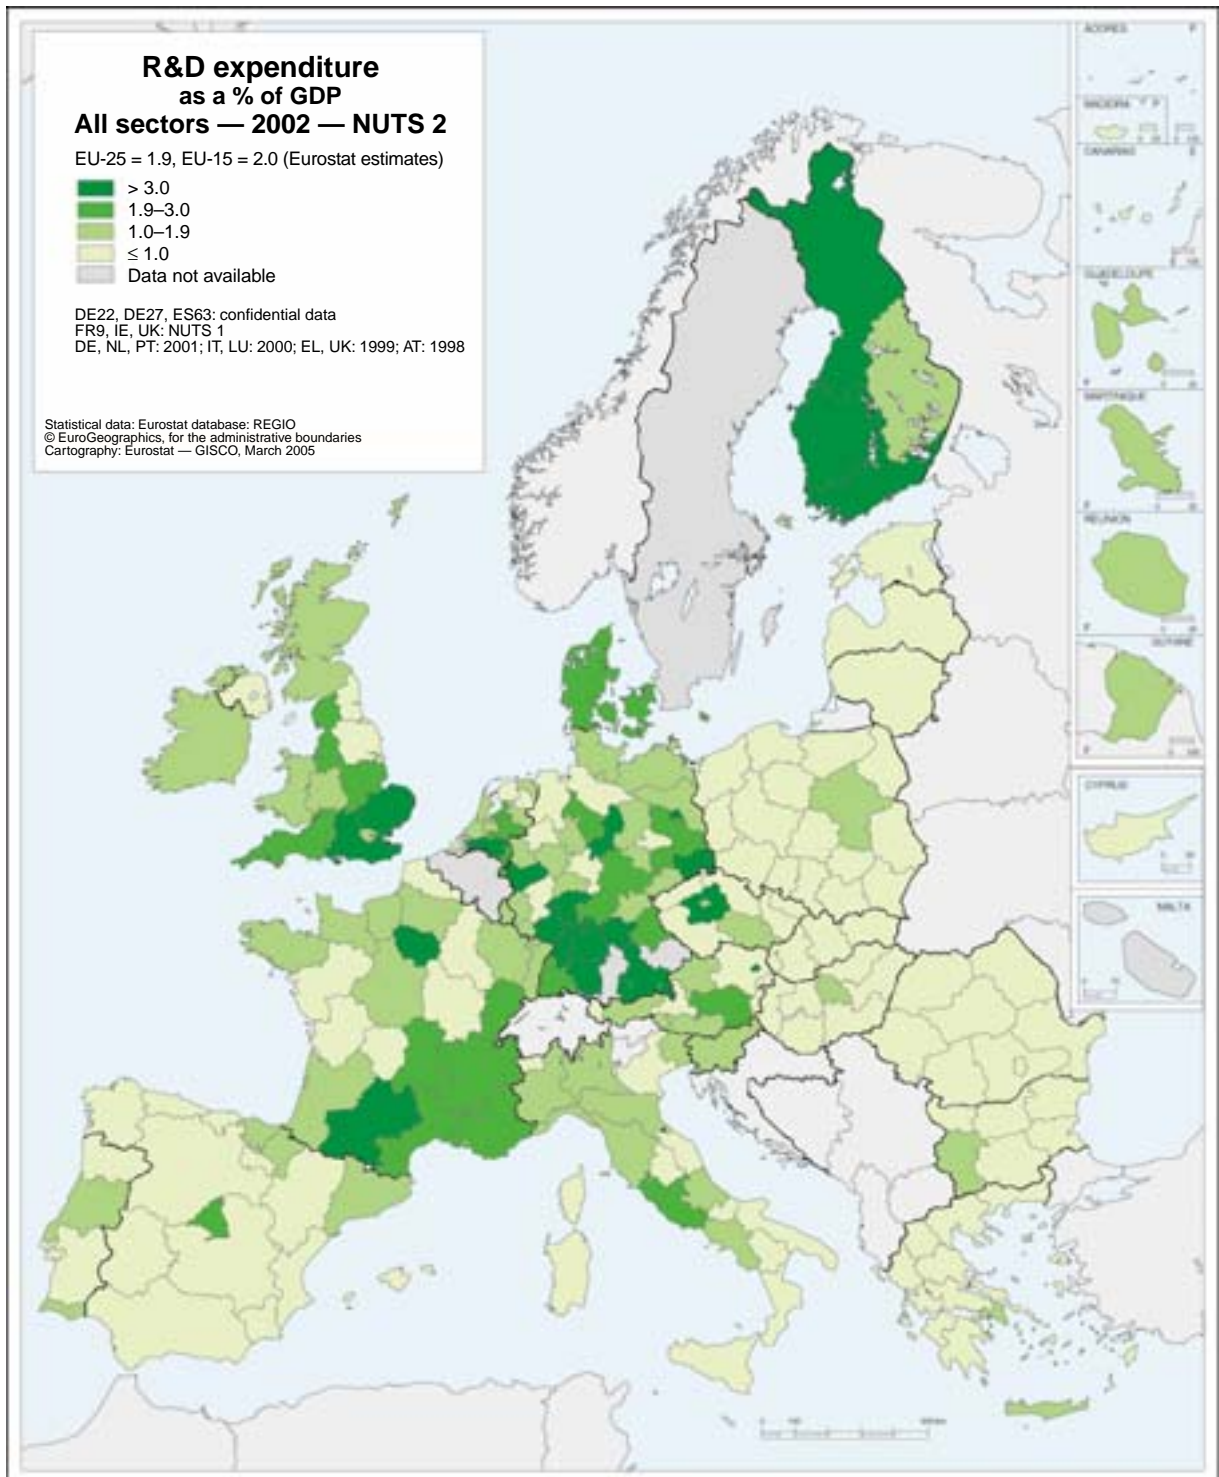 R&D expenditure
as a % of GDP
All sectors — 2002 — NUTS 2
EU-25 = 1.9, EU-15 = 2.0 (Eurostat estimates)
> 3.0
1.9–3.0
1.0–1.9
≤ 1.0
Data not available
DE22, DE27, ES63: confidential data
FR9, IE, UK: NUTS 1
DE, NL, PT: 2001; IT, LU: 2000; EL, UK: 1999; AT: 1998
Statistical data: Eurostat database: REGIO
© EuroGeographics, for the administrative boundaries
Cartography: Eurostat — GISCO, March 2005
MADEIRA P
CANARIAS E
GUADELOUPE
F
MARTINIQUE
F
REUNION
F
GUYANE
F
CYPRUS
MALTA